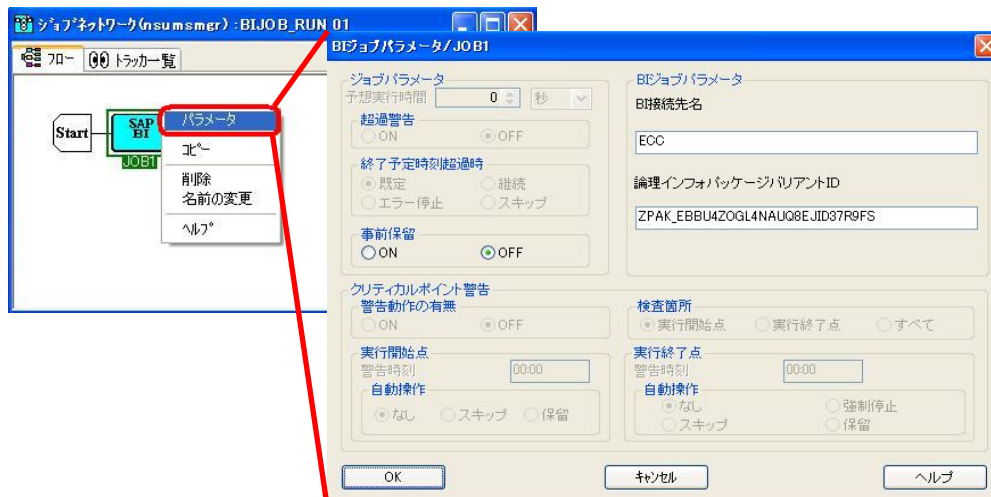 ジョブネットワーク(nsumsmgr):BIJOB_RUN_01
フロー
トラッカー一覧
Start
SAP
BI
JOB1
パラメータ
コピー
削除
名前の変更
ヘルプ
BIジョブパラメータ/JOB1
ジョブパラメータ
予想実行時間 0 秒
超過警告
ON OFF
終了予定時刻超過時
既定 継続
エラー停止 スキップ
事前保留
ON OFF
BIジョブパラメータ
BI接続先名
ECC
論理インフォパッケージバリアントID
ZPAK_EBBU4ZOGL4NAUQ8EJID37R9FS
クリティカルポイント警告
警告動作の有無
ON OFF
検査箇所
実行開始点 実行終了点 すべて
実行開始点
警告時刻 00:00
自動操作
なし スキップ 保留
実行終了点
警告時刻 00:00
自動操作
なし 強制停止
スキップ 保留
OK キャンセル ヘルプ